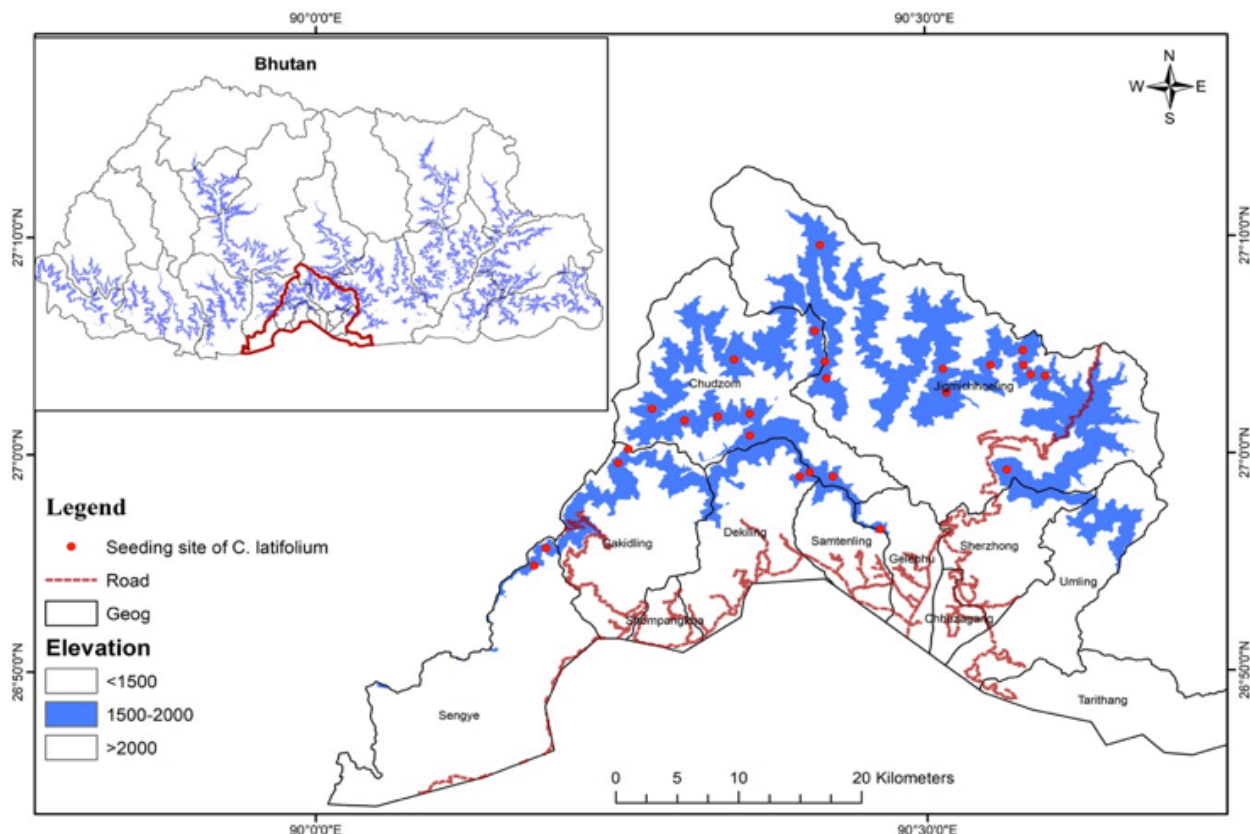 90°0'0"E
90°30'0"E
Bhutan
N
W E
S
27°10'0"N
27°10'0"N
Chudzom
Jigmichhoeling
27°0'0"N
27°0'0"N
Legend
Seeding site of C. latifolium
Road
Geog
Elevation
<1500
1500-2000
>2000
Gakidling
Dekiling
Samtenling
Gelephu
Sherzhong
Umling
Shompangkha
Chhuzagang
26°50'0"N
26°50'0"N
Sengye
Tarithang
0 5 10 20 Kilometers
90°0'0"E
90°30'0"E